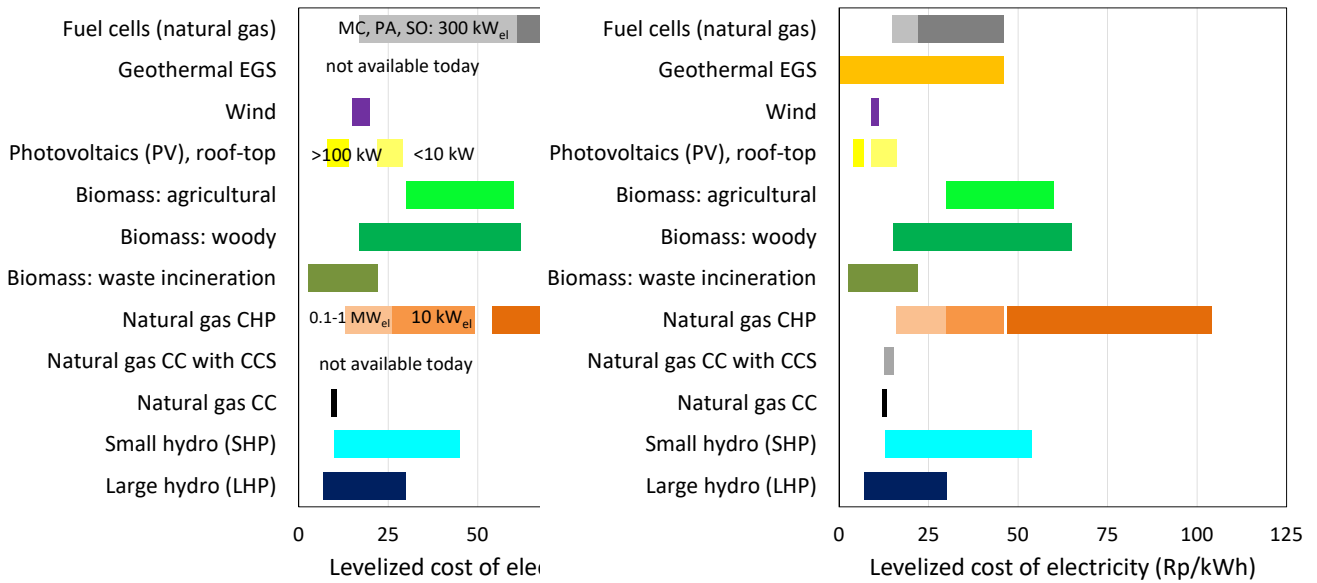 Fuel cells (natural gas)
MC, PA, SO: 300 kWel
Geothermal EGS
not available today
Wind
Photovoltaics (PV), roof-top
>100 kW
<10 kW
Biomass: agricultural
Biomass: woody
Biomass: waste incineration
Natural gas CHP
0.1-1 MWel
10 kWel
Natural gas CC with CCS
not available today
Natural gas CC
Small hydro (SHP)
Large hydro (LHP)
0 25 50
Levelized cost of elec
Fuel cells (natural gas)
Geothermal EGS
Wind
Photovoltaics (PV), roof-top
Biomass: agricultural
Biomass: woody
Biomass: waste incineration
Natural gas CHP
Natural gas CC with CCS
Natural gas CC
Small hydro (SHP)
Large hydro (LHP)
0 25 50 75 100 125
Levelized cost of electricity (Rp/kWh)